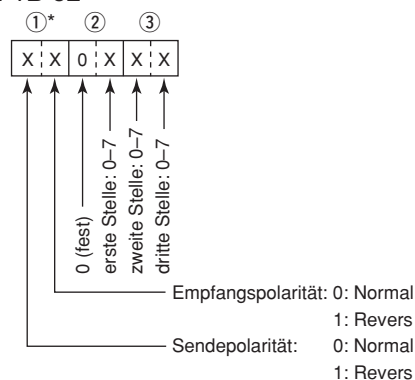 ① * ② ③
X X 0 X X X
0 (fest)
erste Stelle: 0–7
zweite Stelle: 0–7
dritte Stelle: 0–7
Empfangspolarität: 0: Normal
1: Revers
Sendepolarität: 0: Normal
1: Revers